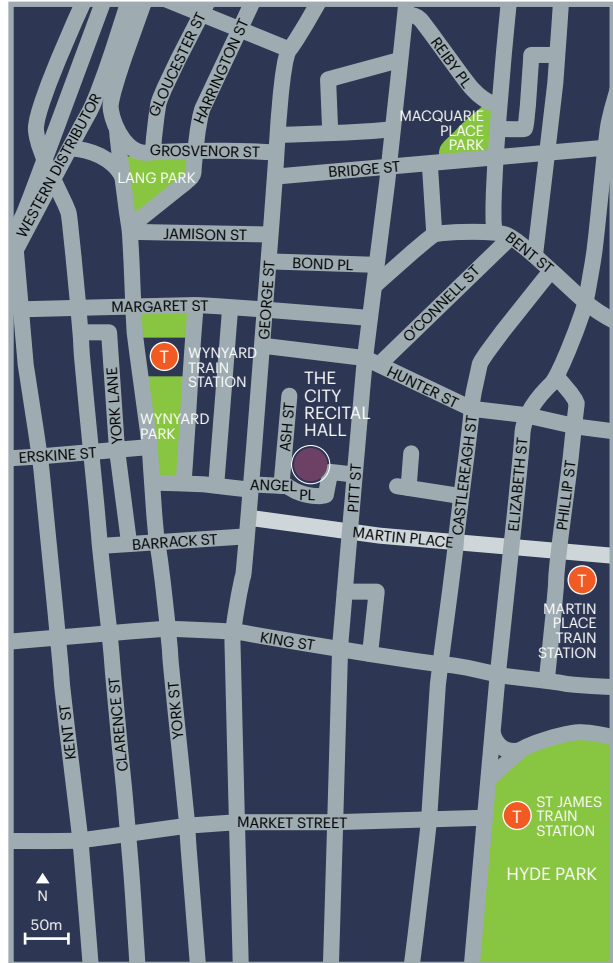 GLOUCESTER ST
HARRINGTON ST
REIBY PL
WESTERN DISTRIBUTOR
MACQUARIE
PLACE
PARK
GROSVENOR ST
BRIDGE ST
LANG PARK
JAMISON ST
BENT ST
BOND PL
O'CONNELL ST
MARGARET ST
GEORGE ST
T
WYNYARD
TRAIN
STATION
THE
CITY
RECITAL
HALL
HUNTER ST
YORK LANE
WYNYARD
PARK
ASH ST
ERSKINE ST
ANGEL PL
PITT ST
CASTLEREAGH ST
ELIZABETH ST
PHILLIP ST
BARRACK ST
MARTIN PLACE
T
MARTIN
PLACE
TRAIN
STATION
KING ST
KENT ST
CLARENCE ST
YORK ST
MARKET STREET
T
ST JAMES
TRAIN
STATION
HYDE PARK
N
50m